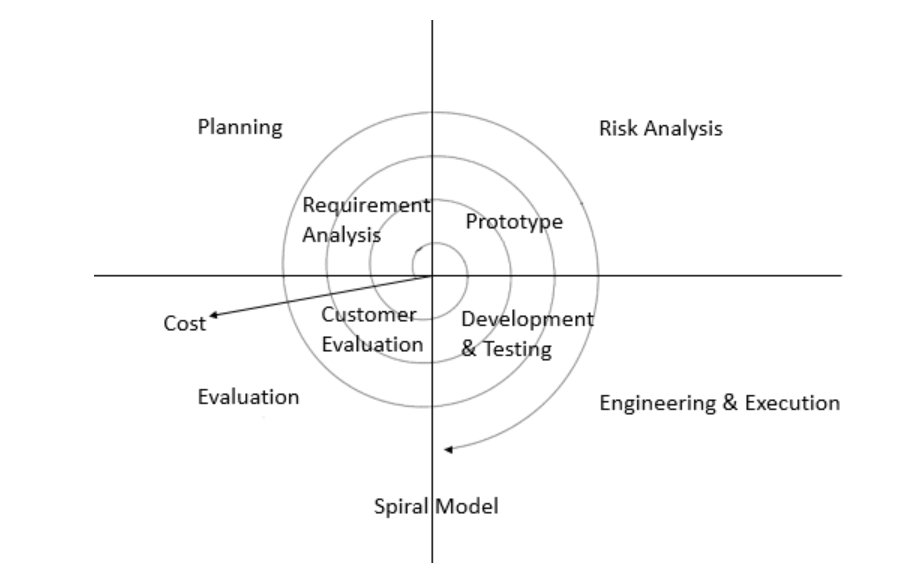 Planning
Risk Analysis
Requirement
Analysis
Prototype
Cost
Customer
Evaluation
Development
& Testing
Evaluation
Engineering & Execution
Spiral Model